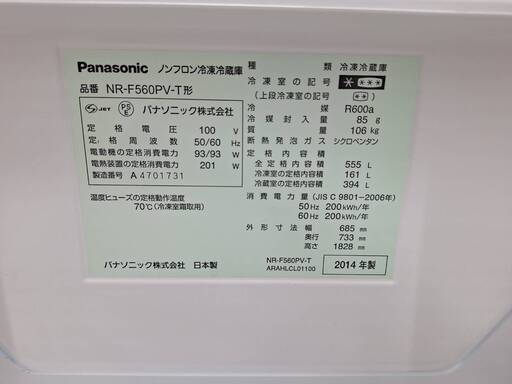 Panasonic ノンフロン冷凍冷蔵庫
品番 NR-F560PV-T形
JET PS E パナソニック株式会社
定格電圧 100 V
定格周波数 50/60 Hz
電動機の定格消費電力 93/93 W
電熱装置の定格消費電力 201 W
製造番号 A 4701731
温度ヒューズの定格動作温度
70℃(冷凍室霜取用)
パナソニック株式会社 日本製
種類 冷凍冷蔵庫
冷凍室の記号 ＊＊＊＊
(上段冷凍室の記号 ＊＊)
冷媒 R600a
冷媒封入量 85 g
質量 106 kg
断熱発泡ガス シクロペンタン
定格内容積
全定格内容積 555 L
冷凍室の定格内容積 161 L
冷蔵室の定格内容積 394 L
消費電力量(JIS C 9801-2006年)
50 Hz 200 kWh/年
60 Hz 200 kWh/年
外形寸法 幅 685 mm
奥行 733 mm
高さ 1828 mm
NR-F560PV-T
ARAHLCL01100
2014 年製